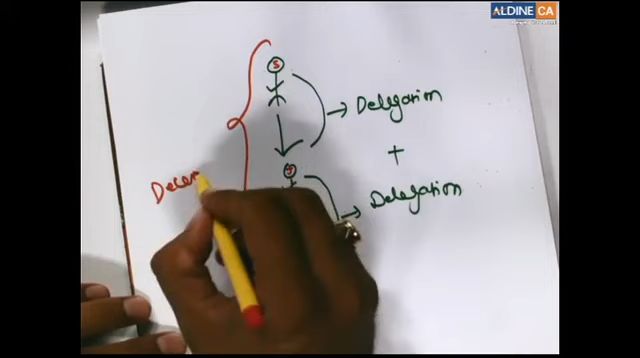 ALDINE CA
S
Delegation
+
Delegation
Decen